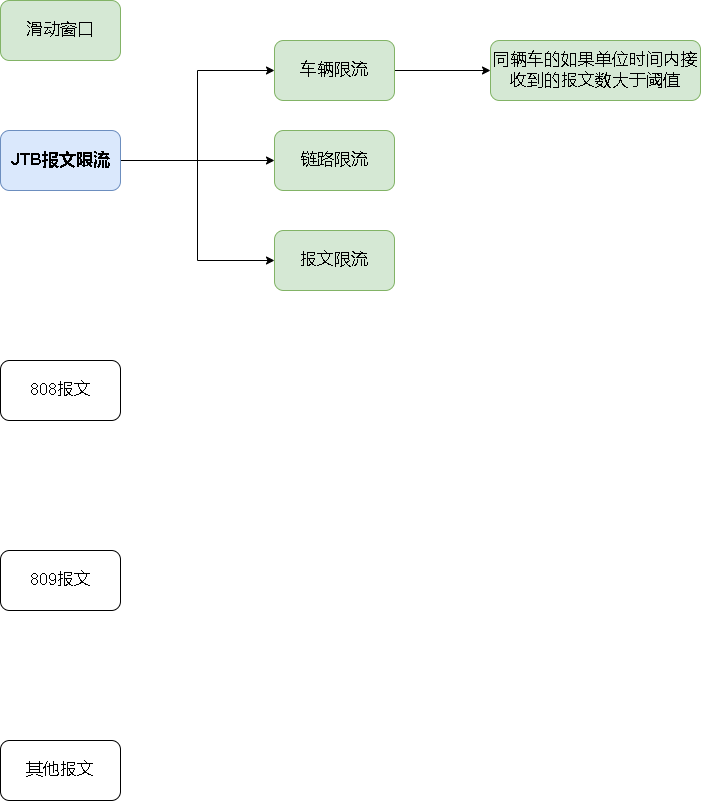 滑动窗口
车辆限流
同辆车的如果单位时间内接
收到的报文数大于阈值
JTB报文限流
链路限流
报文限流
808报文
809报文
其他报文